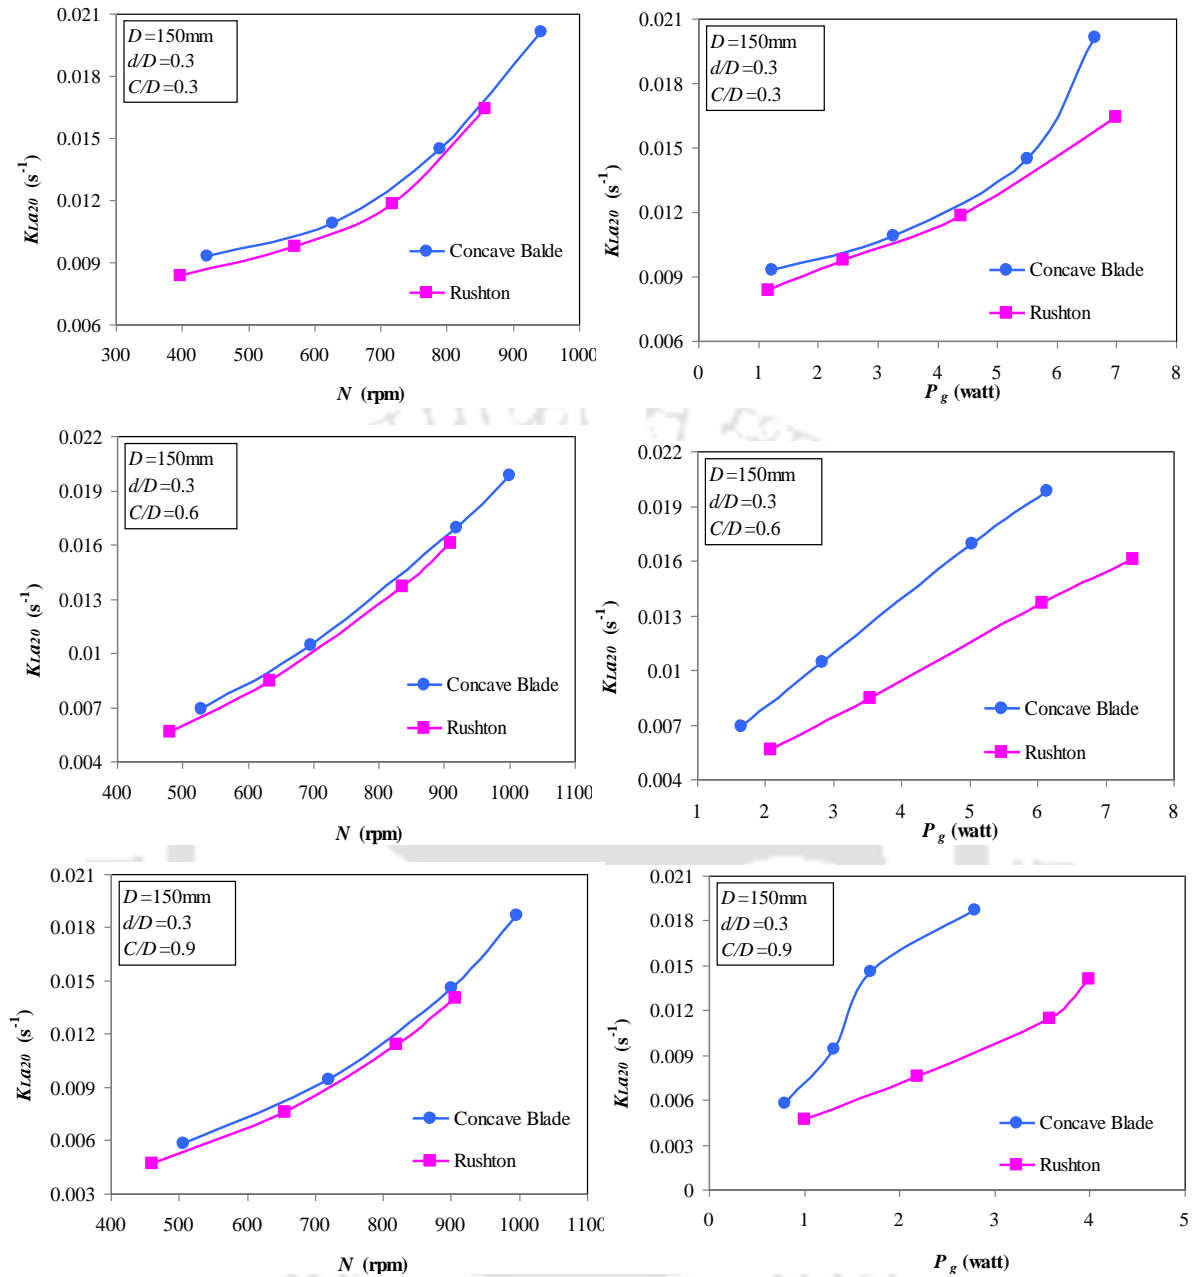 0.021
0.018
0.015
0.012
0.009
0.006
300 400 500 600 700 800 900 1000
KLa20 (s-1)
N (rpm)
D=150mm
d/D=0.3
C/D=0.3
Concave Balde
Rushton
0.021
0.018
0.015
0.012
0.009
0.006
0 1 2 3 4 5 6 7 8
KLa20 (s-1)
Pg (watt)
D=150mm
d/D=0.3
C/D=0.3
Concave Blade
Rushton
0.022
0.019
0.016
0.013
0.01
0.007
0.004
400 500 600 700 800 900 1000 1100
KLa20 (s-1)
N (rpm)
D=150mm
d/D=0.3
C/D=0.6
Concave Blade
Rushton
0.022
0.019
0.016
0.013
0.01
0.007
0.004
1 2 3 4 5 6 7 8
KLa20 (s-1)
Pg (watt)
D=150mm
d/D=0.3
C/D=0.6
Concave Blade
Rushton
0.021
0.018
0.015
0.012
0.009
0.006
0.003
400 500 600 700 800 900 1000 1100
KLa20 (s-1)
N (rpm)
D=150mm
d/D=0.3
C/D=0.9
Concave Blade
Rushton
0.021
0.018
0.015
0.012
0.009
0.006
0.003
0
0 1 2 3 4 5
KLa20 (s-1)
Pg (watt)
D=150mm
d/D=0.3
C/D=0.9
Concave Blade
Rushton